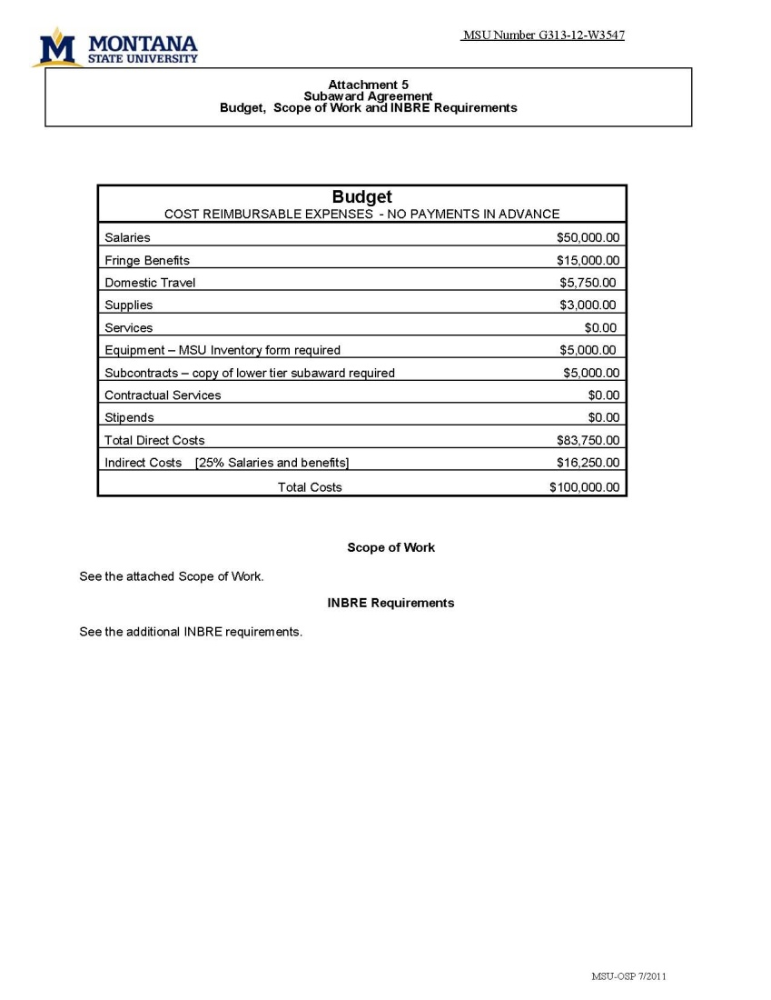 MONTANA
STATE UNIVERSITY
MSU Number G313-12-W3547
Attachment 5
Subaward Agreement
Budget, Scope of Work and INBRE Requirements
Budget
COST REIMBURSABLE EXPENSES - NO PAYMENTS IN ADVANCE
Salaries $50,000.00
Fringe Benefits $15,000.00
Domestic Travel $5,750.00
Supplies $3,000.00
Services $0.00
Equipment – MSU Inventory form required $5,000.00
Subcontracts – copy of lower tier subaward required $5,000.00
Contractual Services $0.00
Stipends $0.00
Total Direct Costs $83,750.00
Indirect Costs [25% Salaries and benefits] $16,250.00
Total Costs $100,000.00
Scope of Work
See the attached Scope of Work.
INBRE Requirements
See the additional INBRE requirements.
MSU-OSP 7/2011